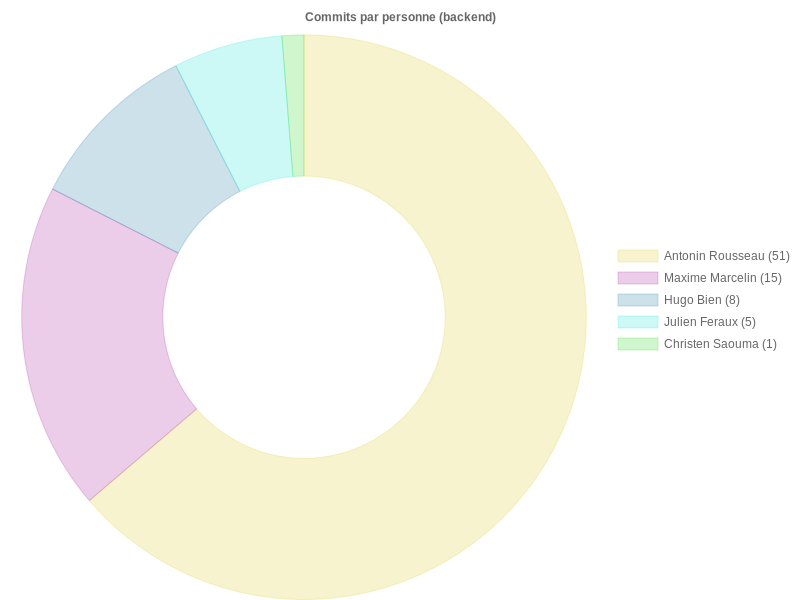 Commits par personne (backend)
Antonin Rousseau (51)
Maxime Marcelin (15)
Hugo Bien (8)
Julien Feraux (5)
Christen Saouma (1)